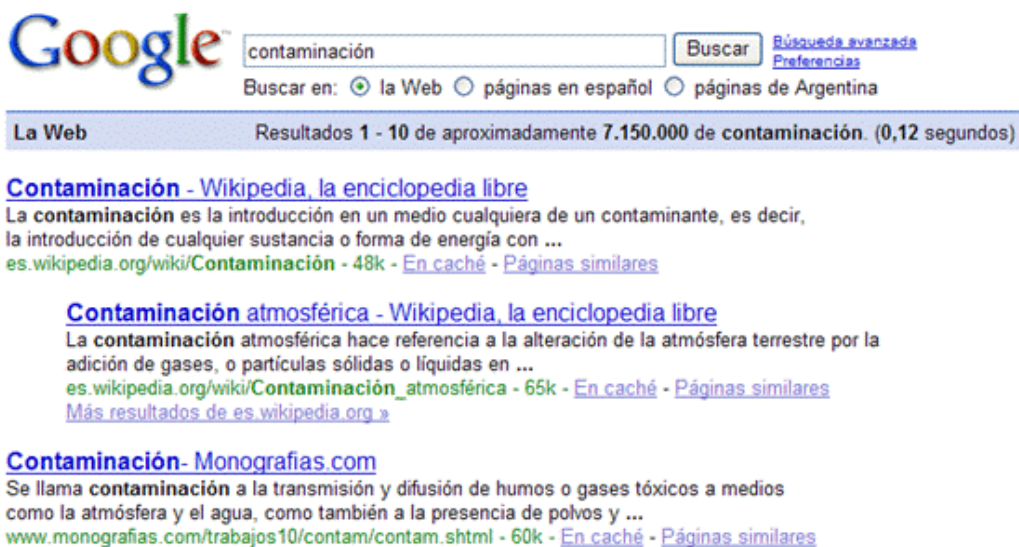 Google contaminación Buscar Búsqueda avanzada
Preferencias
Buscar en: la Web páginas en español páginas de Argentina
La Web Resultados 1 - 10 de aproximadamente 7.150.000 de contaminación. (0,12 segundos)
Contaminación - Wikipedia, la enciclopedia libre
La contaminación es la introducción en un medio cualquiera de un contaminante, es decir,
la introducción de cualquier sustancia o forma de energía con ...
es.wikipedia.org/wiki/Contaminación - 48k - En caché - Páginas similares
Contaminación atmosférica - Wikipedia, la enciclopedia libre
La contaminación atmosférica hace referencia a la alteración de la atmósfera terrestre por la
adición de gases, o partículas sólidas o líquidas en ...
es.wikipedia.org/wiki/Contaminación_atmosférica - 65k - En caché - Páginas similares
Más resultados de es.wikipedia.org »
Contaminación- Monografias.com
Se llama contaminación a la transmisión y difusión de humos o gases tóxicos a medios
como la atmósfera y el agua, como también a la presencia de polvos y ...
www.monografias.com/trabajos10/contam/contam.shtml - 60k - En caché - Páginas similares